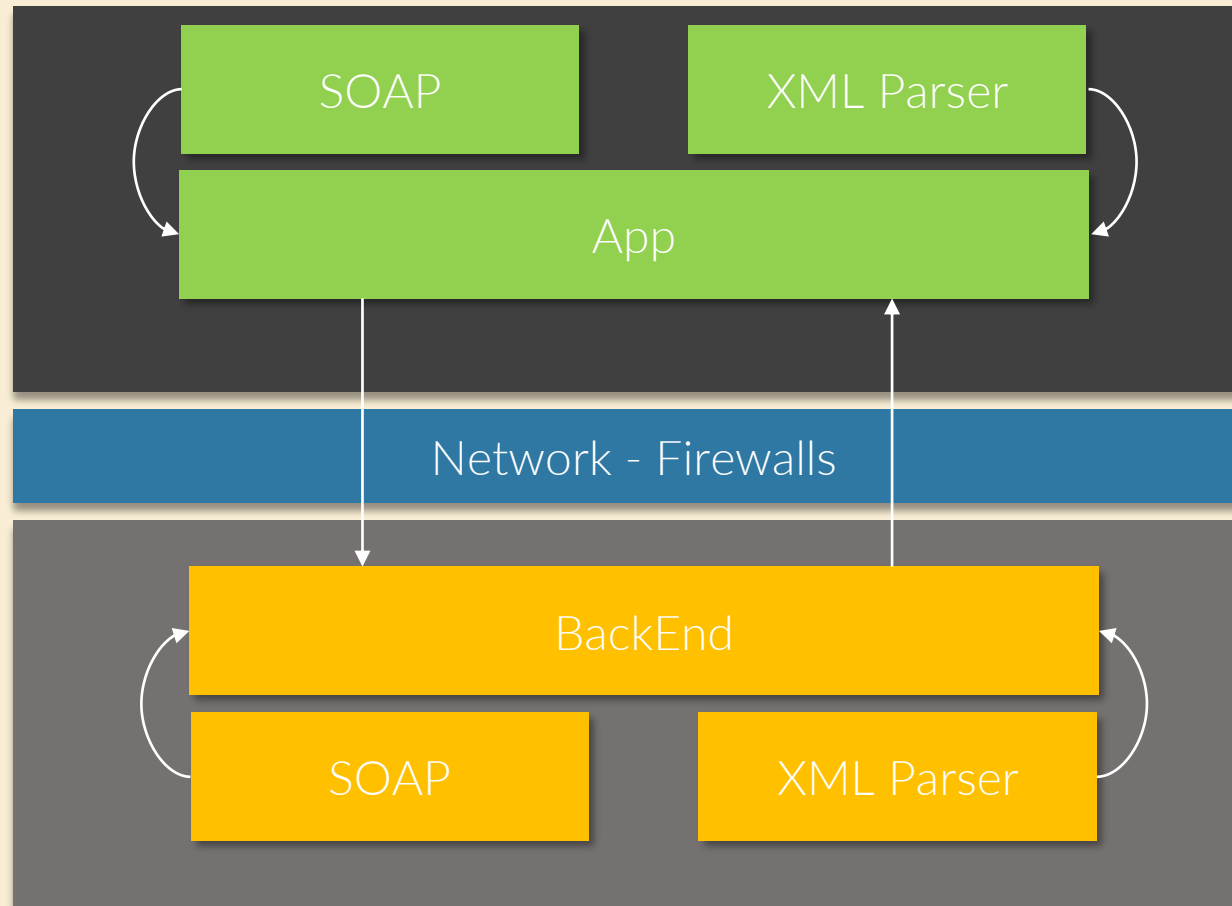 SOAP
XML Parser
App
Network - Firewalls
BackEnd
SOAP
XML Parser